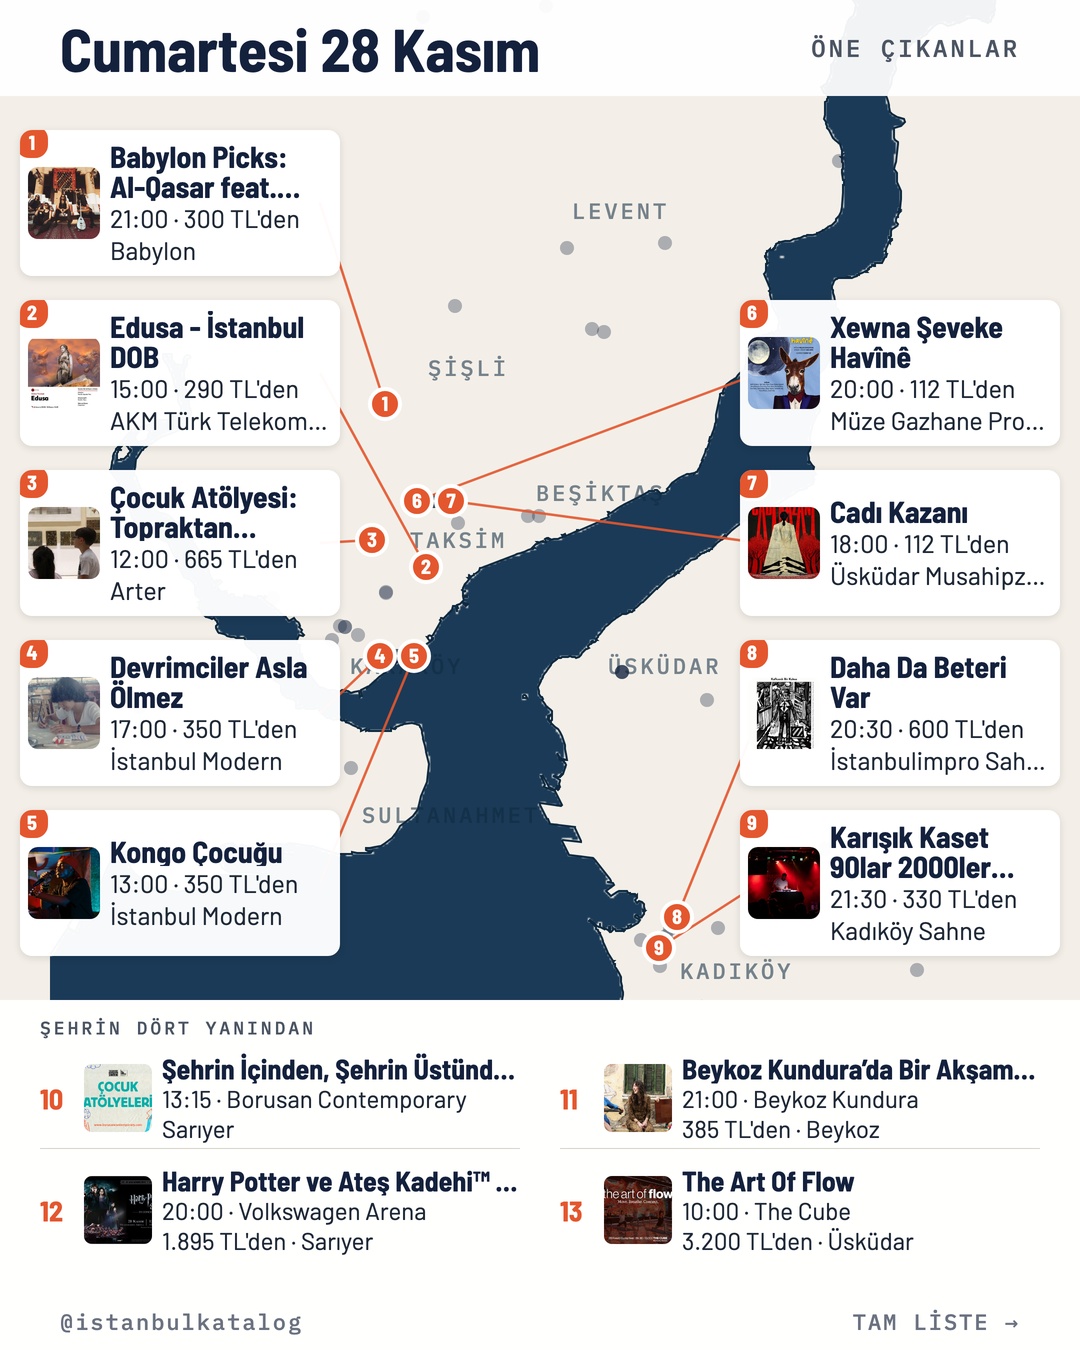 Cumartesi 28 Kasım
ÖNE ÇIKANLAR
1
Babylon Picks:
Al-Qasar feat....
21:00 · 300 TL'den
Babylon
2
Edusa - İstanbul
DOB
15:00 · 290 TL'den
AKM Türk Telekom...
3
Çocuk Atölyesi:
Topraktan...
12:00 · 665 TL'den
Arter
4
Devrimciler Asla
Ölmez
17:00 · 350 TL'den
İstanbul Modern
5
Kongo Çocuğu
13:00 · 350 TL'den
İstanbul Modern
LEVENT
ŞİŞLİ
1
6 7
BEŞİKTAŞ
3
TAKSİM
2
4 5
ÜSKÜDAR
SULTANAHMET
8
9
KADIKÖY
6
Xewna Şeveke
Havînê
20:00 · 112 TL'den
Müze Gazhane Pro...
7
Cadı Kazanı
18:00 · 112 TL'den
Üsküdar Musahipz...
8
Daha Da Beteri
Var
20:30 · 600 TL'den
İstanbulimpro Sah...
9
Karışık Kaset
90lar 2000ler...
21:30 · 330 TL'den
Kadıköy Sahne
ŞEHRİN DÖRT YANINDAN
10
ÇOCUK
ATÖLYELERİ
Şehrin İçinden, Şehrin Üstünd...
13:15 · Borusan Contemporary
Sarıyer
11
Beykoz Kundura’da Bir Akşam...
21:00 · Beykoz Kundura
385 TL'den · Beykoz
12
Harry Potter ve Ateş Kadehi™ ...
20:00 · Volkswagen Arena
1.895 TL'den · Sarıyer
13
the art of flow
The Art Of Flow
10:00 · The Cube
3.200 TL'den · Üsküdar
@istanbulkatalog
TAM LİSTE →